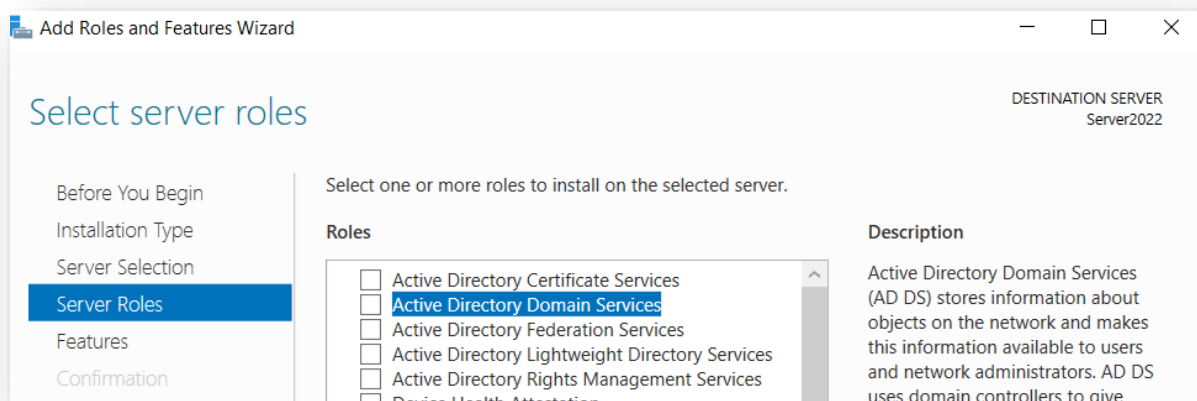 Add Roles and Features Wizard
Select server roles
DESTINATION SERVER
Server2022
Before You Begin
Installation Type
Server Selection
Server Roles
Features
Confirmation
Select one or more roles to install on the selected server.
Roles
Active Directory Certificate Services
Active Directory Domain Services
Active Directory Federation Services
Active Directory Lightweight Directory Services
Active Directory Rights Management Services
Device Health Attestation
Description
Active Directory Domain Services
(AD DS) stores information about
objects on the network and makes
this information available to users
and network administrators. AD DS
uses domain controllers to give